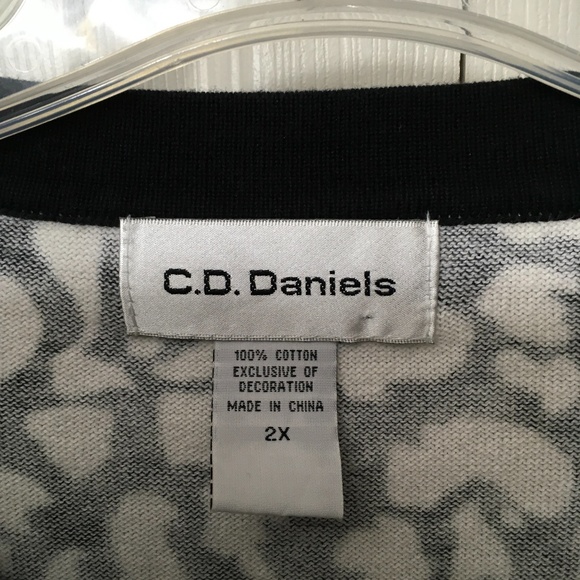 C.D. Daniels
100% COTTON
EXCLUSIVE OF
DECORATION
MADE IN CHINA
2X